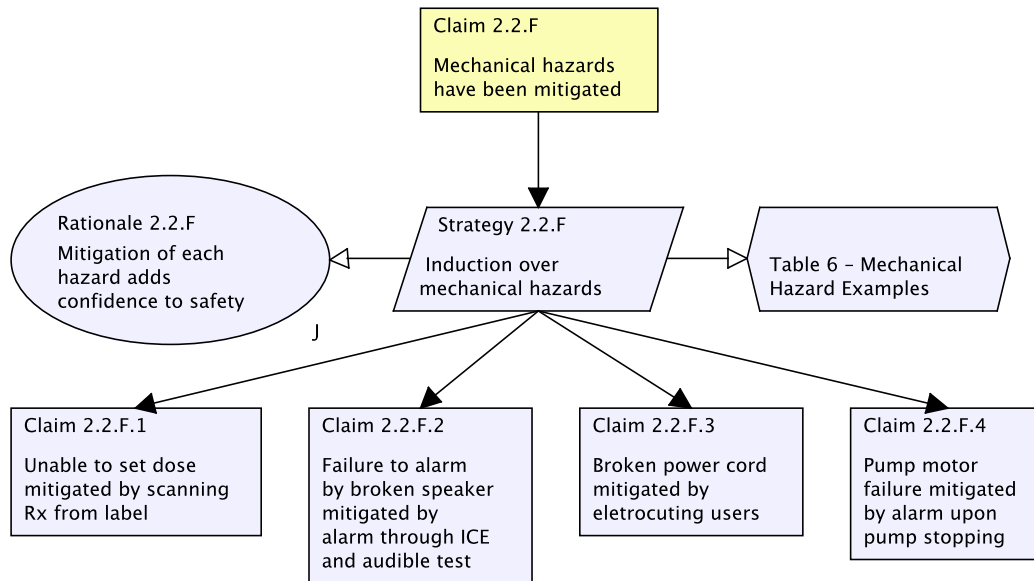 Claim 2.2.F
Mechanical hazards
have been mitigated
Rationale 2.2.F
Mitigation of each
hazard adds
confidence to safety
J
Strategy 2.2.F
Induction over
mechanical hazards
Table 6 – Mechanical
Hazard Examples
Claim 2.2.F.1
Unable to set dose
mitigated by scanning
Rx from label
Claim 2.2.F.2
Failure to alarm
by broken speaker
mitigated by
alarm through ICE
and audible test
Claim 2.2.F.3
Broken power cord
mitigated by
eletrocuting users
Claim 2.2.F.4
Pump motor
failure mitigated
by alarm upon
pump stopping